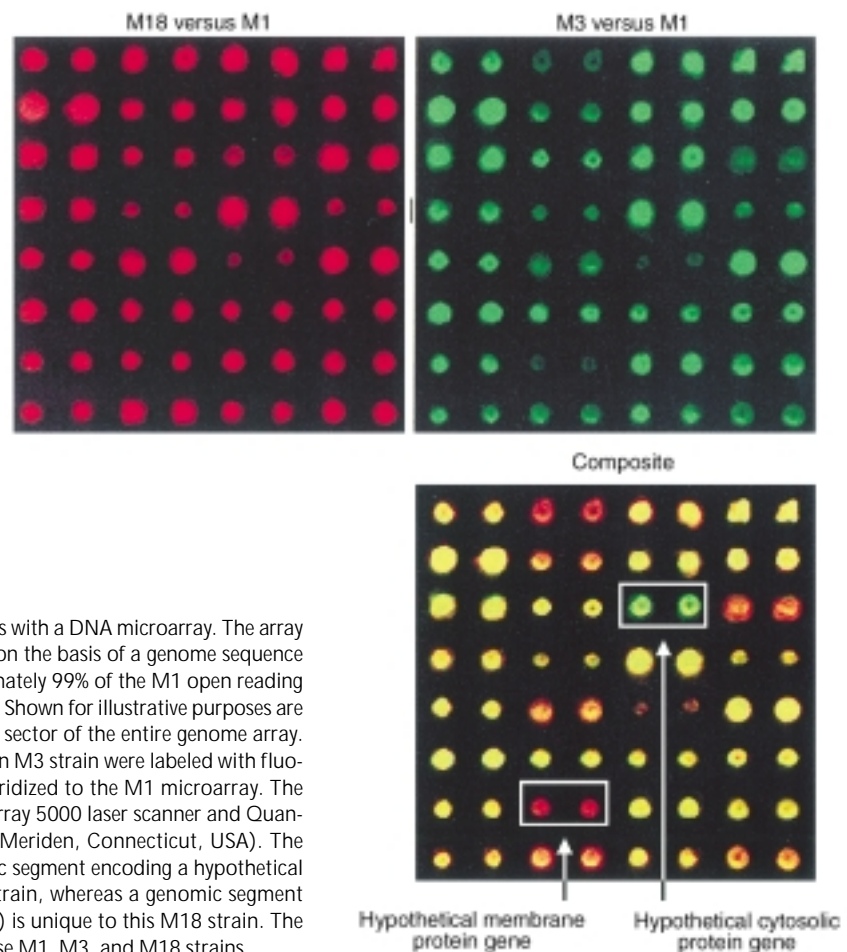 M18 versus M1
M3 versus M1
Composite
s with a DNA microarray. The array
on the basis of a genome sequence
nately 99% of the M1 open reading
Shown for illustrative purposes are
sector of the entire genome array.
n M3 strain were labeled with fluo-
ridized to the M1 microarray. The
rray 5000 laser scanner and Quan-
Meriden, Connecticut, USA). The
c segment encoding a hypothetical
train, whereas a genomic segment
) is unique to this M18 strain. The
se M1, M3, and M18 strains.
Hypothetical membrane
protein gene
Hypothetical cytosolic
protein gene